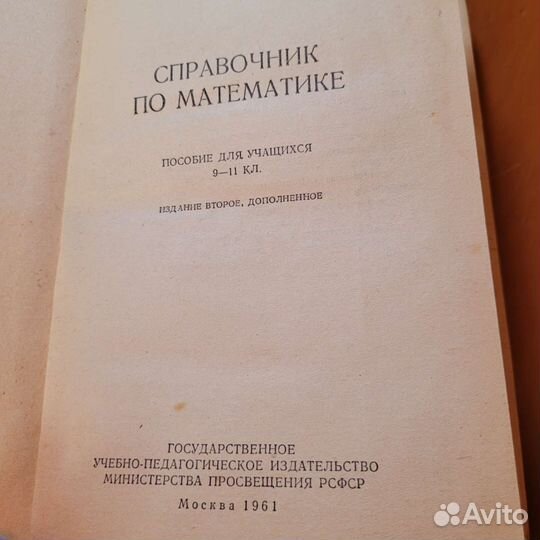 СПРАВОЧНИК
ПО МАТЕМАТИКЕ
ПОСОБИЕ ДЛЯ УЧАЩИХСЯ
9—11 КЛ.
ИЗДАНИЕ ВТОРОЕ, ДОПОЛНЕННОЕ
ГОСУДАРСТВЕННОЕ
УЧЕБНО-ПЕДАГОГИЧЕСКОЕ ИЗДАТЕЛЬСТВО
МИНИСТЕРСТВА ПРОСВЕЩЕНИЯ РСФСР
Москва 1961
Avito